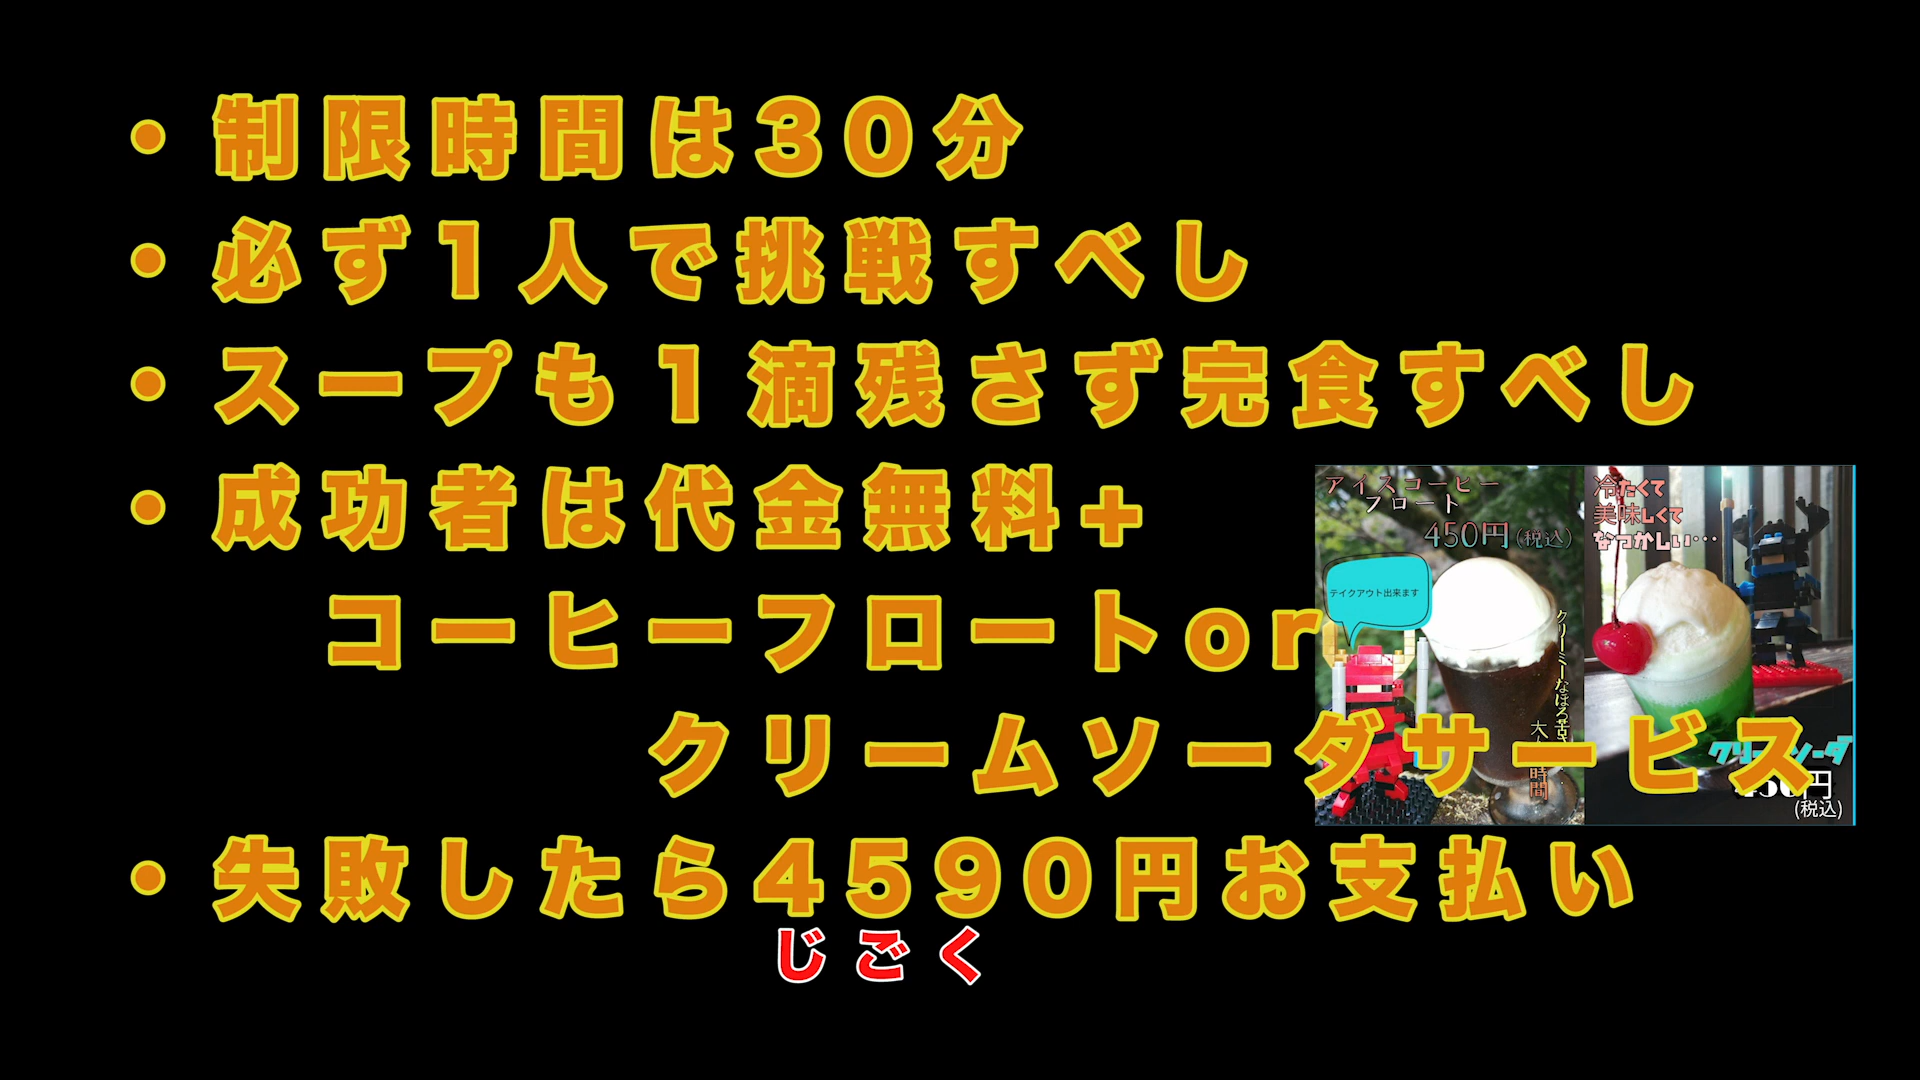 ・制限時間は30分
・必ず1人で挑戦すべし
・スープも1滴残さず完食すべし
・成功者は代金無料+
コーヒーフロートor
クリームソーダサービス
・失敗したら4590円お支払い
じごく
アイスコーヒー
フロート
450円(税込)
テイクアウト出来ます
冷たくて
美味しくて
なつかしい…
(税込)